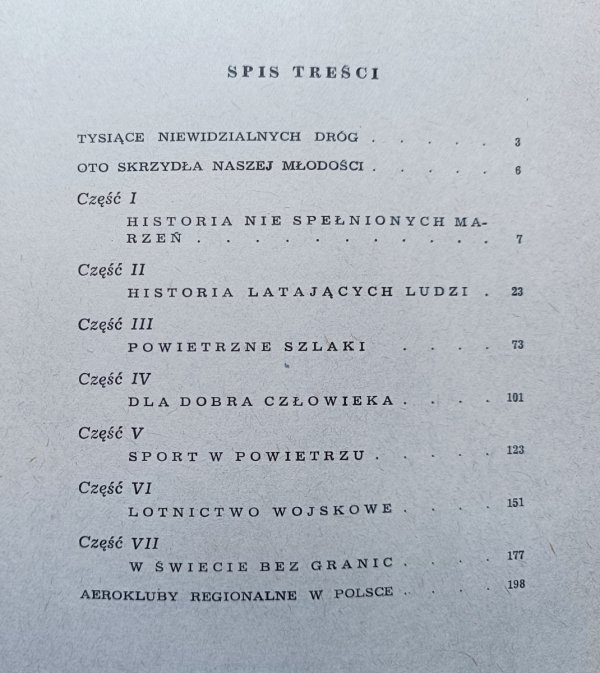 SPIS TREŚCI
TYSIĄCE NIEWIDZIALNYCH DRÓG . . . . . 3
OTO SKRZYDŁA NASZEJ MŁODOŚCI . . . . . 6
Część I
HISTORIA NIE SPEŁNIONYCH MA-
RZEŃ . . . . . . . . . . . 7
Część II
HISTORIA LATAJĄCYCH LUDZI . 23
Część III
POWIETRZNE SZLAKI . . . . 73
Część IV
DLA DOBRA CZŁOWIEKA . . . . 101
Część V
SPORT W POWIETRZU . . . . . 123
Część VI
LOTNICTWO WOJSKOWE . . . . 151
Część VII
W ŚWIECIE BEZ GRANIC . . . . 177
AEROKLUBY REGIONALNE W POLSCE . . . . 198